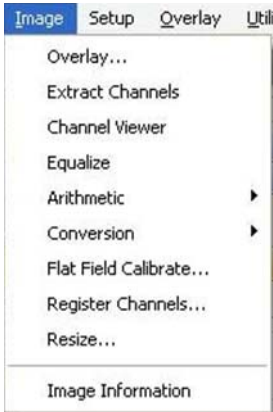 Image Setup Overlay
Overlay...
Extract Channels
Channel Viewer
Equalize
Arithmetic
Conversion
Flat Field Calibrate...
Register Channels...
Resize...
Image Information